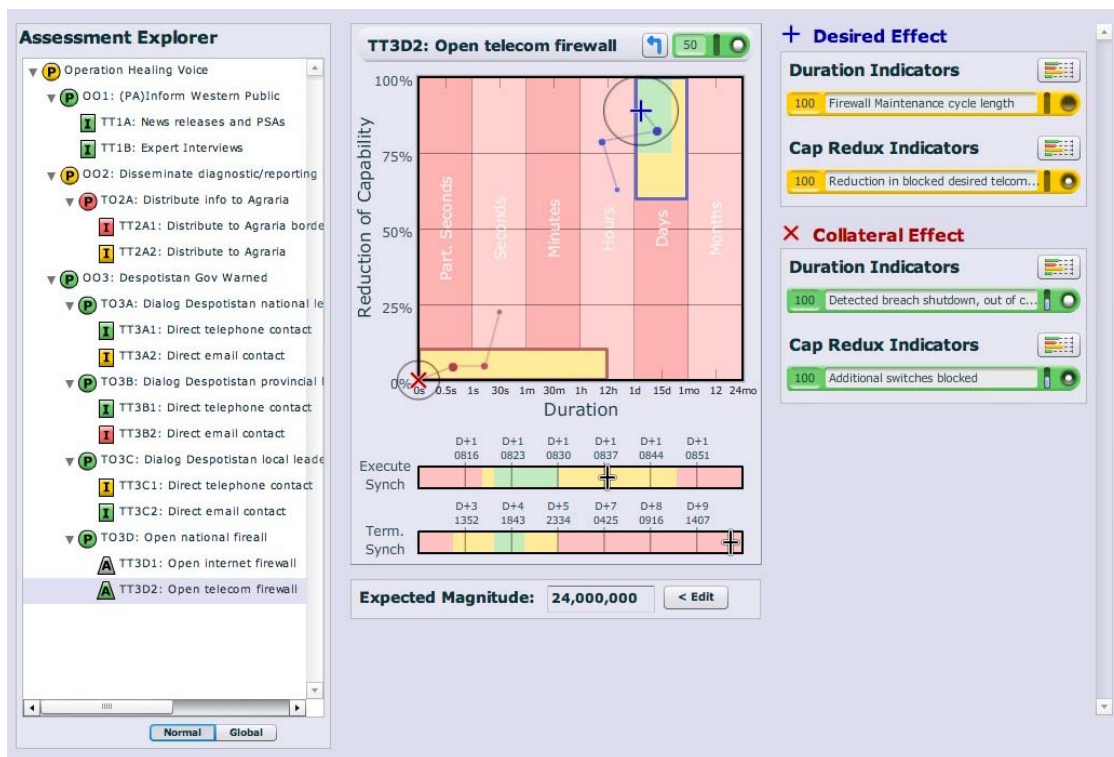 Assessment Explorer
P Operation Healing Voice
P OO1: (PA)Inform Western Public
I TT1A: News releases and PSAs
I TT1B: Expert Interviews
P OO2: Disseminate diagnostic/reporting
P TO2A: Distribute info to Agraria
I TT2A1: Distribute to Agraria borde
I TT2A2: Distribute to Agraria
P OO3: Despotistan Gov Warned
P TO3A: Dialog Despotistan national le
I TT3A1: Direct telephone contact
I TT3A2: Direct email contact
P TO3B: Dialog Despotistan provincial l
I TT3B1: Direct telephone contact
I TT3B2: Direct email contact
P TO3C: Dialog Despotistan local leade
I TT3C1: Direct telephone contact
I TT3C2: Direct email contact
P TO3D: Open national fireall
A TT3D1: Open internet firewall
A TT3D2: Open telecom firewall
Normal Global
TT3D2: Open telecom firewall 50
Reduction of Capability
100%
75%
50%
25%
0%
Part. Seconds
Seconds
Minutes
Hours
Days
Months
0s 0.5s 1s 30s 1m 30m 1h 12h 1d 15d 1mo 12 24mo
Duration
D+1 D+1 D+1 D+1 D+1 D+1
0816 0823 0830 0837 0844 0851
Execute
Synch
D+3 D+4 D+5 D+7 D+8 D+9
1352 1843 2334 0425 0916 1407
Term.
Synch
Expected Magnitude: 24,000,000 < Edit
+ Desired Effect
Duration Indicators
100 Firewall Maintenance cycle length
Cap Redux Indicators
100 Reduction in blocked desired telcom...
× Collateral Effect
Duration Indicators
100 Detected breach shutdown, out of c...
Cap Redux Indicators
100 Additional switches blocked